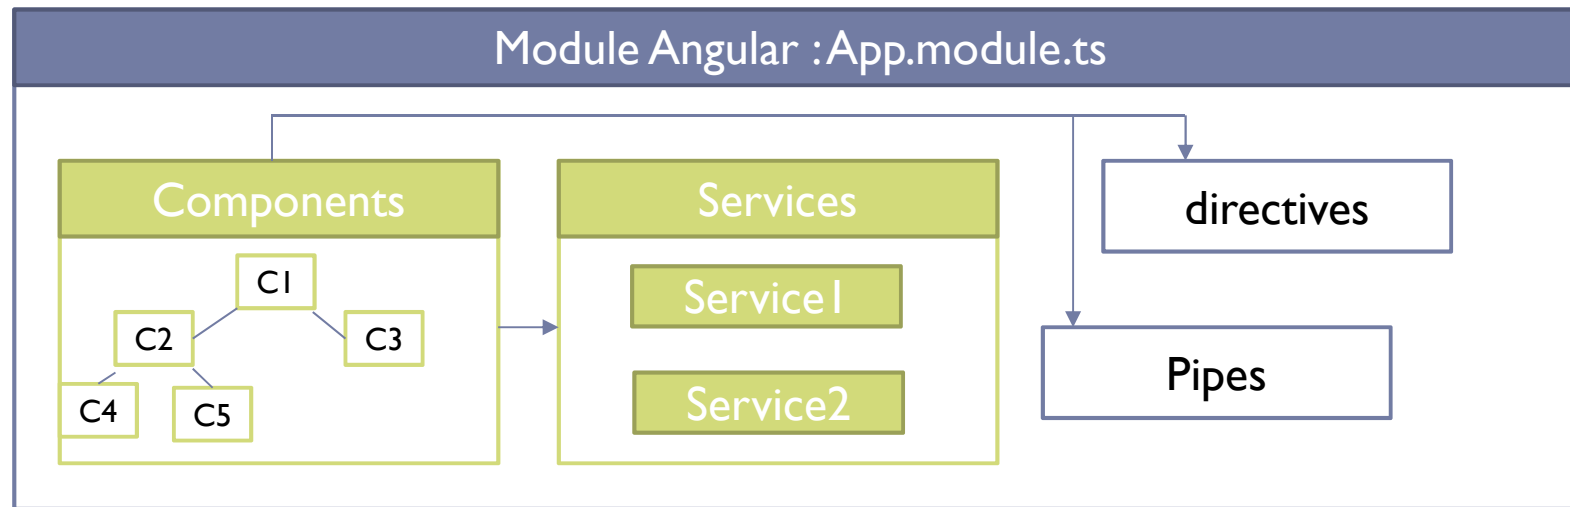 Module Angular : App.module.ts
Components
C1
C2
C3
C4
C5
Services
Service1
Service2
directives
Pipes